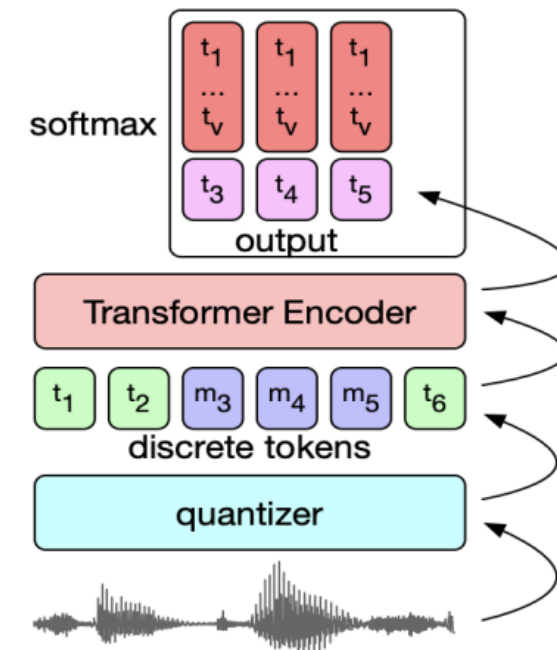 t1 t1 t1
... ... ...
tv tv tv
softmax
t3 t4 t5
output
Transformer Encoder
t1 t2 m3 m4 m5 t6
discrete tokens
quantizer